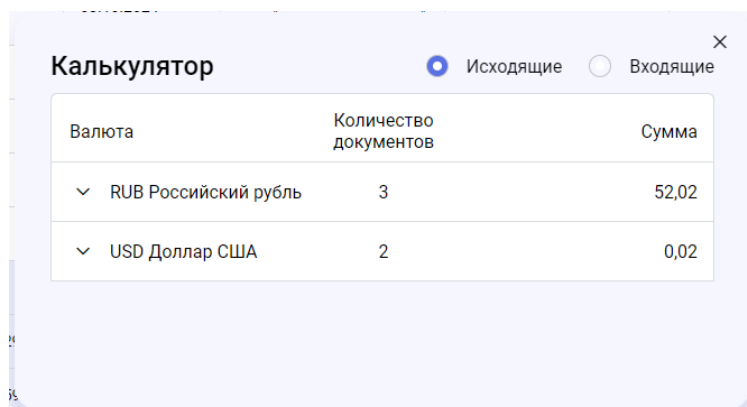 Калькулятор
Исходящие
Входящие
Валюта
Количество
документов
Сумма
RUB Российский рубль
3
52,02
USD Доллар США
2
0,02